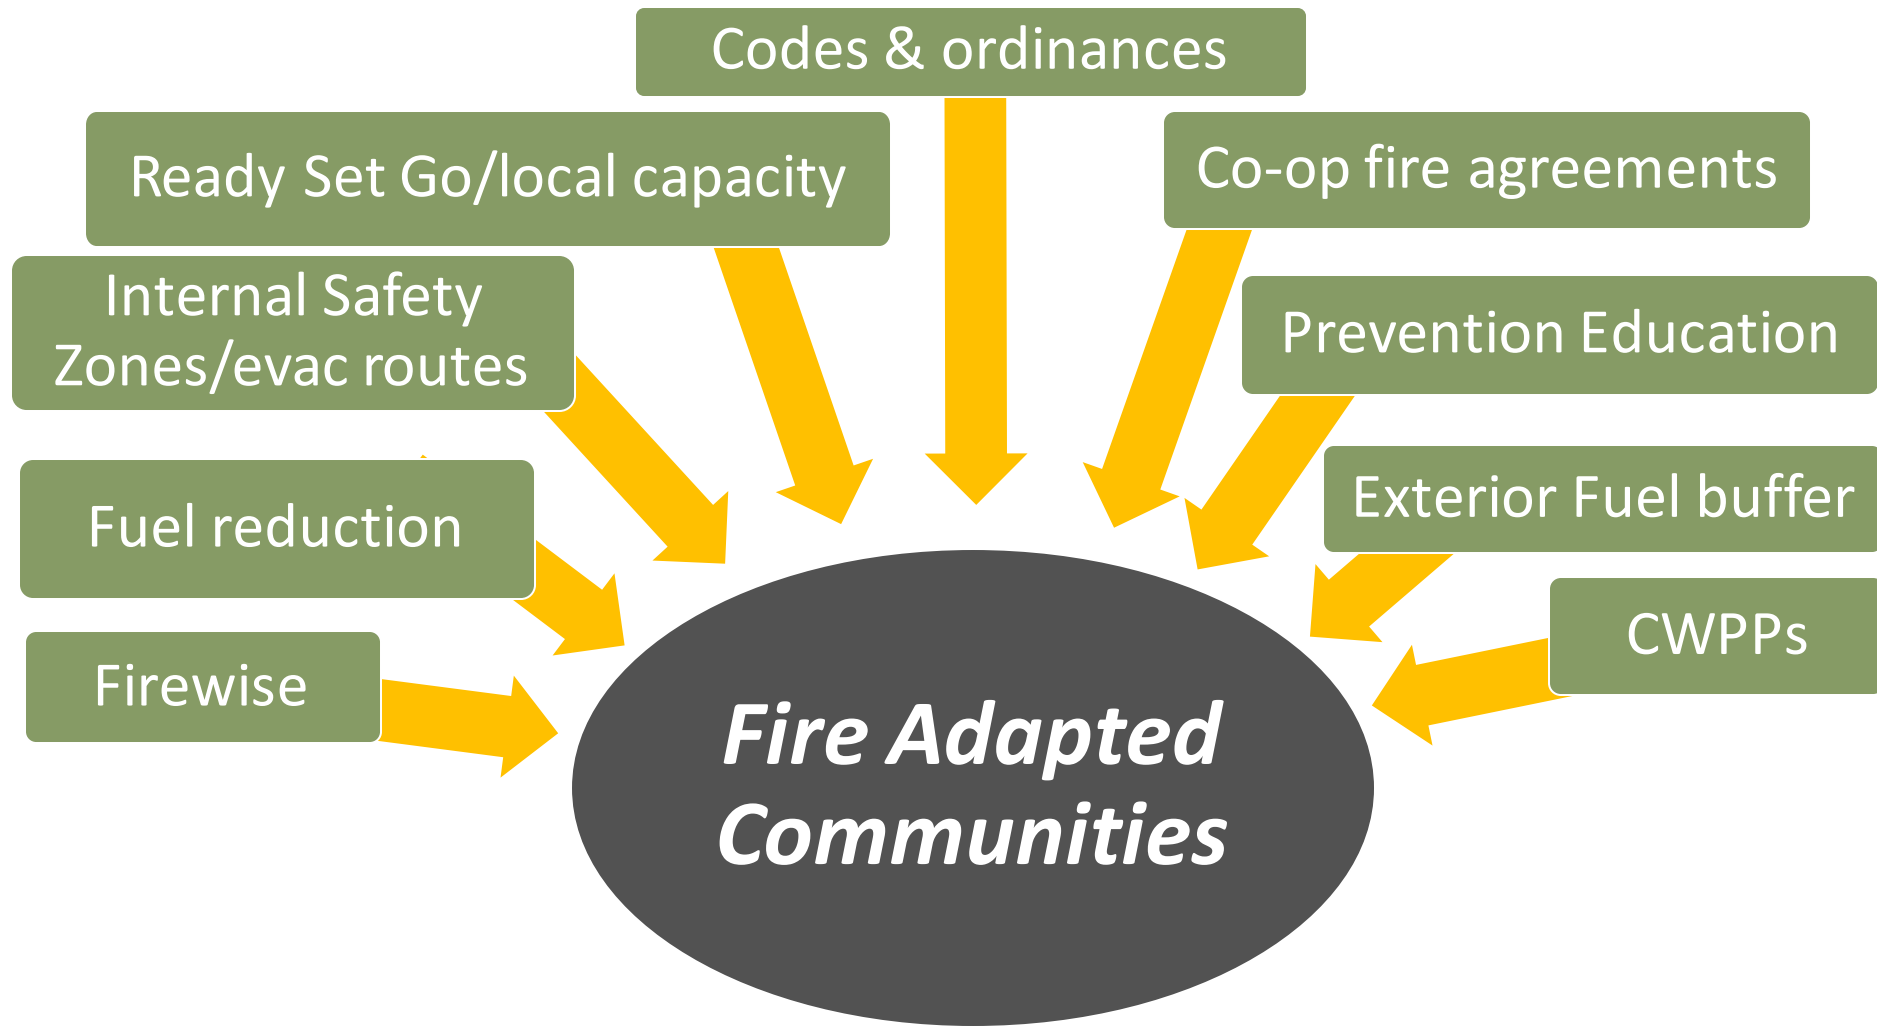 Codes & ordinances
Ready Set Go/local capacity
Co-op fire agreements
Internal Safety
Zones/evac routes
Prevention Education
Fuel reduction
Exterior Fuel buffer
Firewise
CWPPs
Fire Adapted
Communities